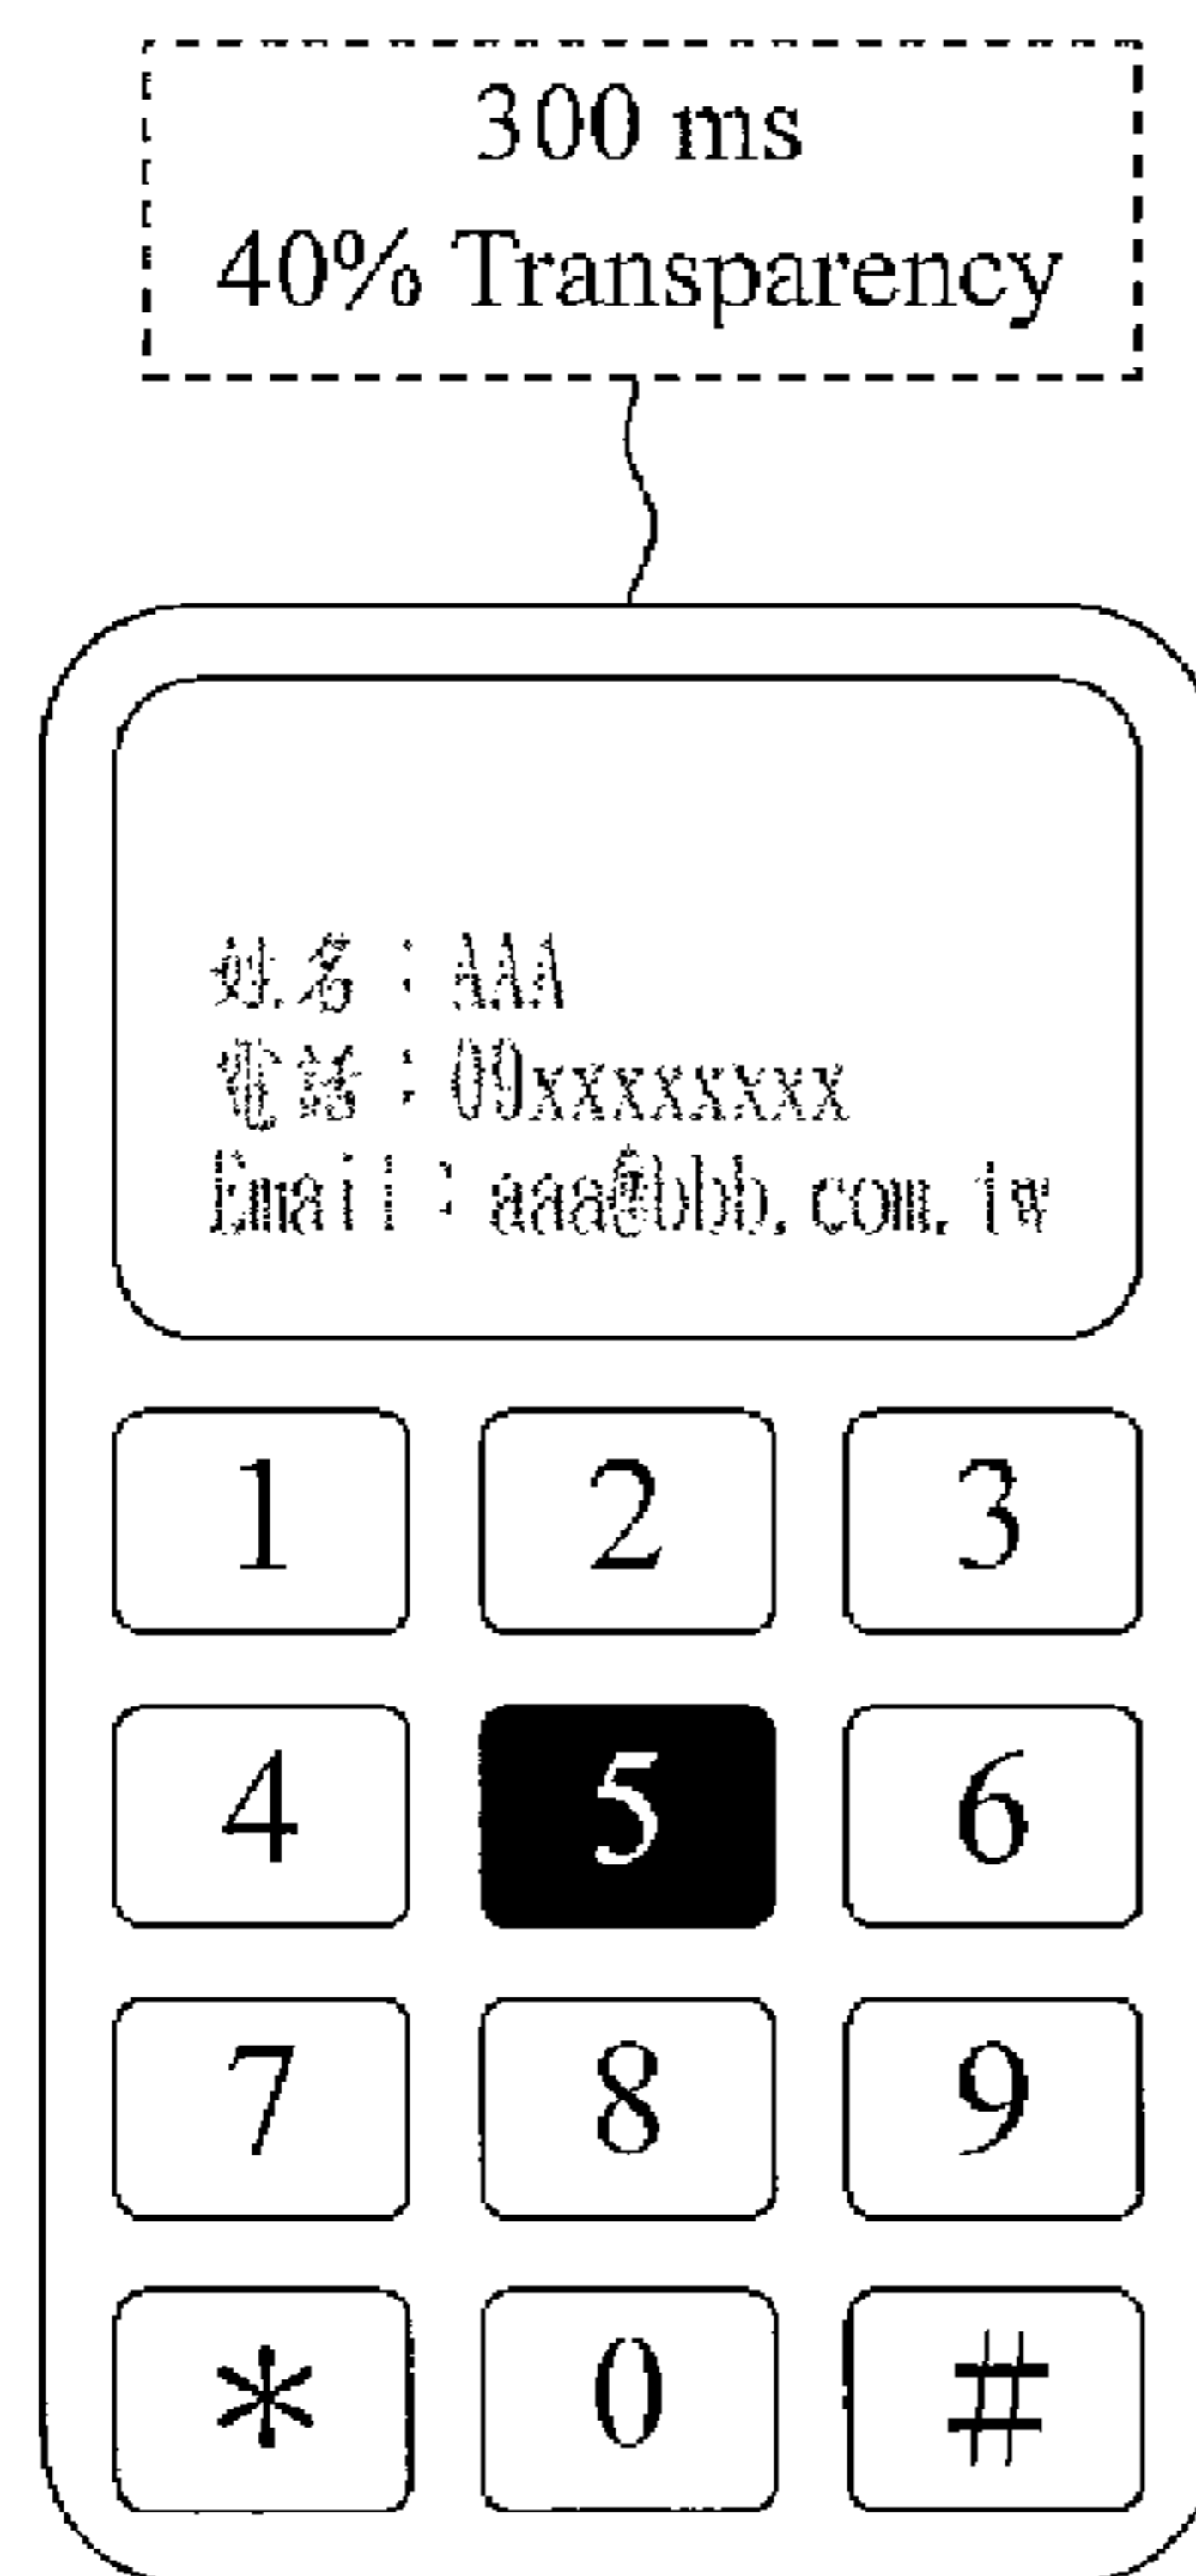 300 ms
40% Transparency
姓名：AAA
電話：09xxxxxxxx
Email：aaa@bbb.com.tw
1 2 3
4 5 6
7 8 9
* 0 #